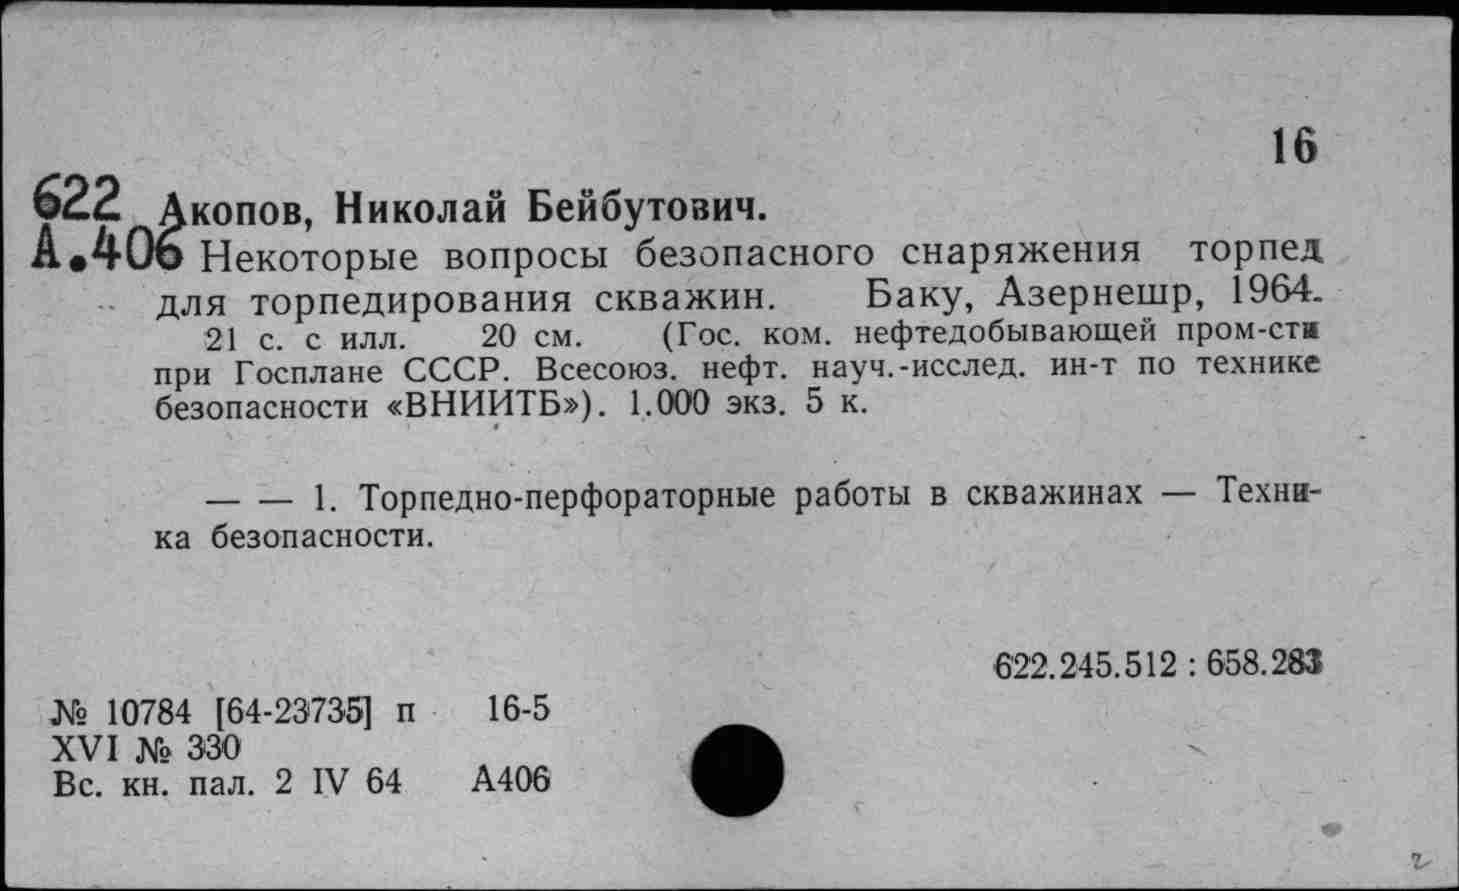 16
622 Акопов, Николай Бейбутович.
А.406 Некоторые вопросы безопасного снаряжения торпед
для торпедирования скважин. Баку, Азернешр, 1964.
21 с. с илл. 20 см. (Гос. ком. нефтедобывающей пром-сти
при Госплане СССР. Всесоюз. нефт. науч.-исслед. ин-т по технике
безопасности «ВНИИТБ»). 1.000 экз. 5 к.
— — 1. Торпедно-перфораторные работы в скважинах — Техни-
ка безопасности.
622.245.512 : 658.283
№ 10784 [64-23735] п 16-5
XVI № 330
Вс. кн. пал. 2 IV 64 А406